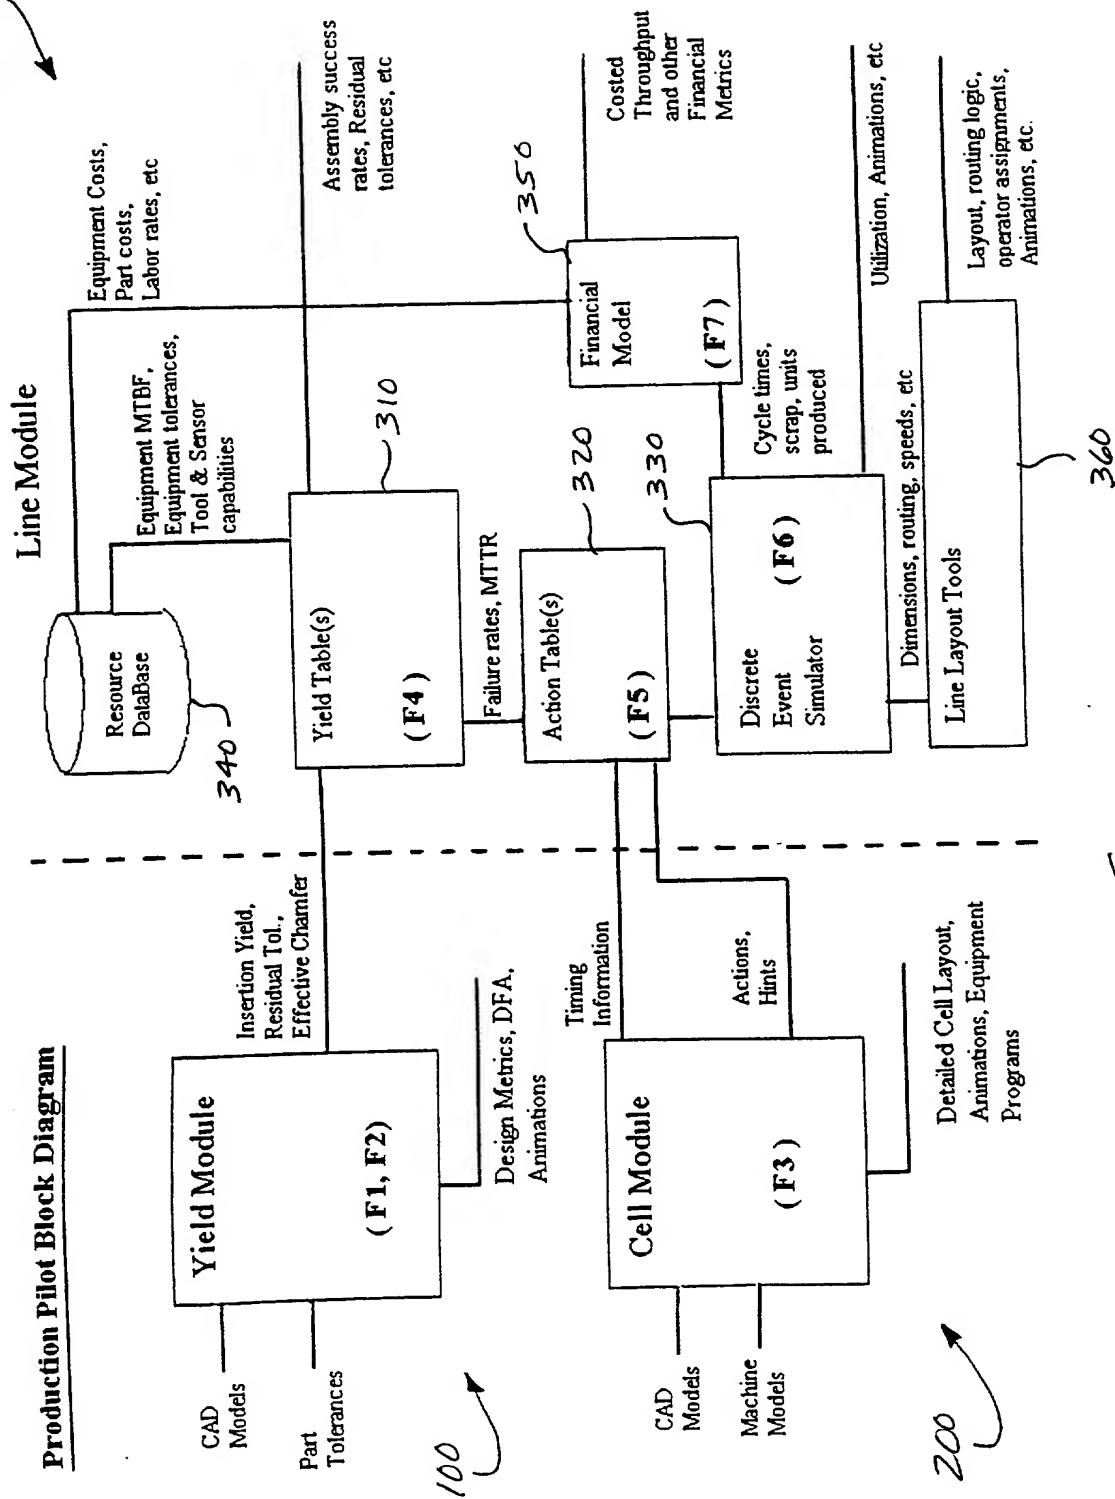 Production Pilot Block Diagram
Line Module
Resource
DataBase
340
Equipment MTBF,
Equipment tolerances,
Tool & Sensor
capabilities
Equipment Costs,
Part costs,
Labor rates, etc
CAD
Models
Part
Tolerances
100
Yield Module
(F1, F2)
Insertion Yield,
Residual Tol.,
Effective Chamfer
Design Metrics, DFA,
Animations
Yield Table(s)
(F4)
310
Assembly success
rates, Residual
tolerances, etc
Failure rates, MTTR
Action Table(s)
(F5)
320
CAD
Models
Machine
Models
200
Cell Module
(F3)
Timing
Information
Actions,
Hints
Detailed Cell Layout,
Animations, Equipment
Programs
Discrete
Event
Simulator
(F6)
330
Cycle times,
scrap, units
produced
Financial
Model
(F7)
350
Costed
Throughput
and other
Financial
Metrics
Utilization, Animations, etc
Dimensions, routing, speeds, etc
Line Layout Tools
360
Layout, routing logic,
operator assignments,
Animations, etc.